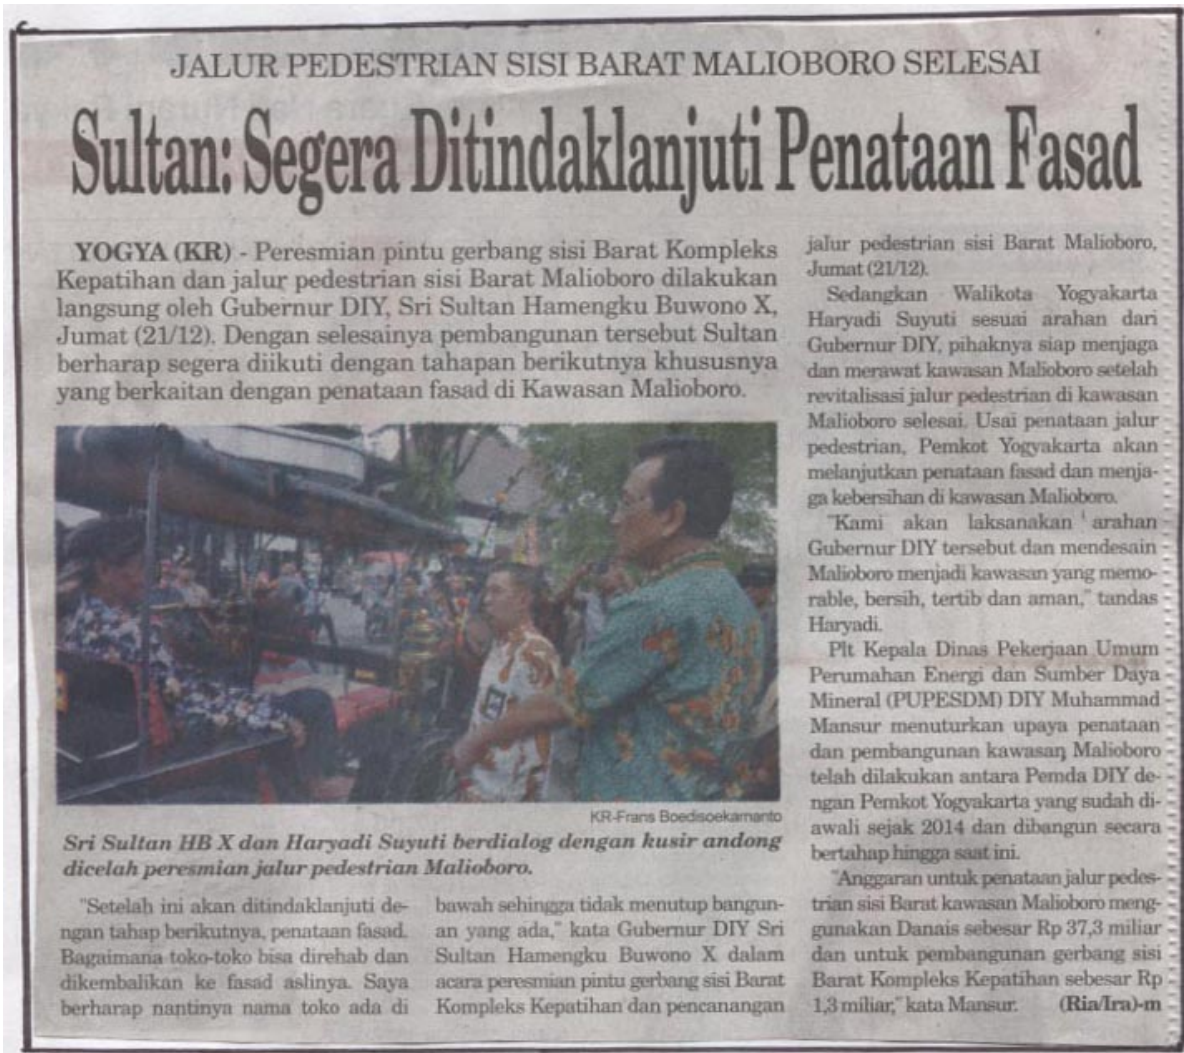 JALUR PEDESTRIAN SISI BARAT MALIOBORO SELESAI
Sultan: Segera Ditindaklanjuti Penataan Fasad
YOGYA (KR) - Peresmian pintu gerbang sisi Barat Kompleks
Kepatihan dan jalur pedestrian sisi Barat Malioboro dilakukan
langsung oleh Gubernur DIY, Sri Sultan Hamengku Buwono X,
Jumat (21/12). Dengan selesainya pembangunan tersebut Sultan
berharap segera diikuti dengan tahapan berikutnya khususnya
yang berkaitan dengan penataan fasad di Kawasan Malioboro.
KR-Frans Boedisoekarnanto
Sri Sultan HB X dan Haryadi Suyuti berdialog dengan kusir andong
dicelah peresmian jalur pedestrian Malioboro.
"Setelah ini akan ditindaklanjuti de-
ngan tahap berikutnya, penataan fasad.
Bagaimana toko-toko bisa direhab dan
dikembalikan ke fasad aslinya. Saya
berharap nantinya nama toko ada di
bawah sehingga tidak menutup bangun-
an yang ada," kata Gubernur DIY Sri
Sultan Hamengku Buwono X dalam
acara peresmian pintu gerbang sisi Barat
Kompleks Kepatihan dan pencanangan
jalur pedestrian sisi Barat Malioboro,
Jumat (21/12).
Sedangkan Walikota Yogyakarta
Haryadi Suyuti sesuai arahan dari
Gubernur DIY, pihaknya siap menjaga
dan merawat kawasan Malioboro setelah
revitalisasi jalur pedestrian di kawasan
Malioboro selesai. Usai penataan jalur
pedestrian, Pemkot Yogyakarta akan
melanjutkan penataan fasad dan menja-
ga kebersihan di kawasan Malioboro.
"Kami akan laksanakan arahan
Gubernur DIY tersebut dan mendesain
Malioboro menjadi kawasan yang memo-
rable, bersih, tertib dan aman," tandas
Haryadi.
Plt Kepala Dinas Pekerjaan Umum
Perumahan Energi dan Sumber Daya
Mineral (PUPESDM) DIY Muhammad
Mansur menuturkan upaya penataan
dan pembangunan kawasan Malioboro
telah dilakukan antara Pemda DIY de-
ngan Pemkot Yogyakarta yang sudah di-
awali sejak 2014 dan dibangun secara
bertahap hingga saat ini.
"Anggaran untuk penataan jalur pedes-
trian sisi Barat kawasan Malioboro meng-
gunakan Danais sebesar Rp 37,3 miliar
dan untuk pembangunan gerbang sisi
Barat Kompleks Kepatihan sebesar Rp
1,3 miliar," kata Mansur. (Ria/Ira)-m